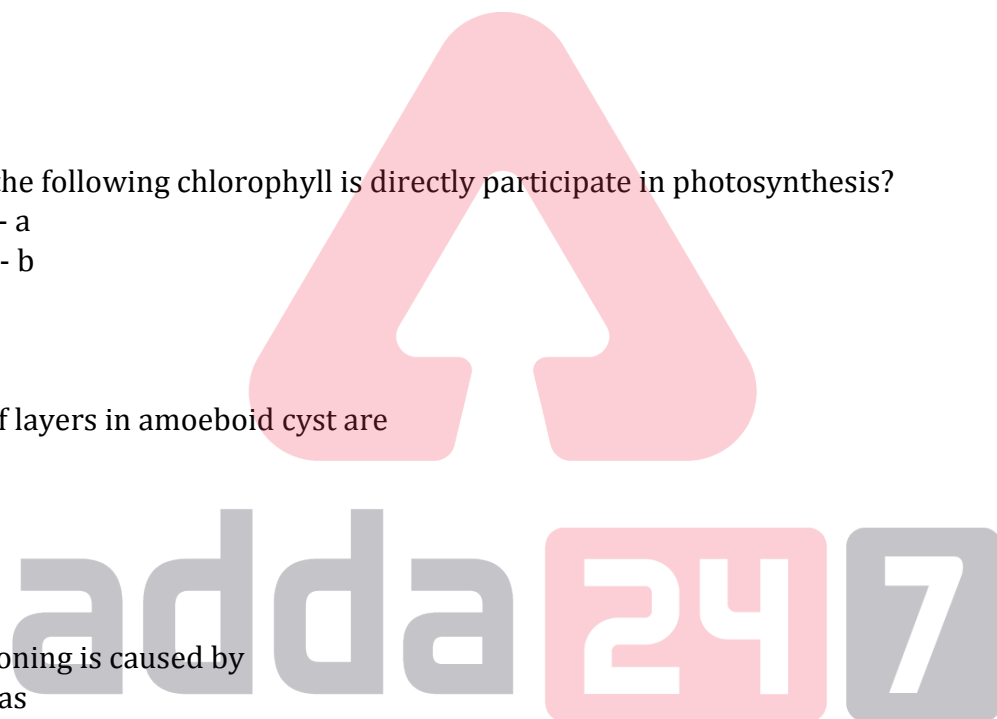 the following chlorophyll is directly participate in photosynthesis?
- a
- b
f layers in amoeboid cyst are
adda 24 7
oning is caused by
as